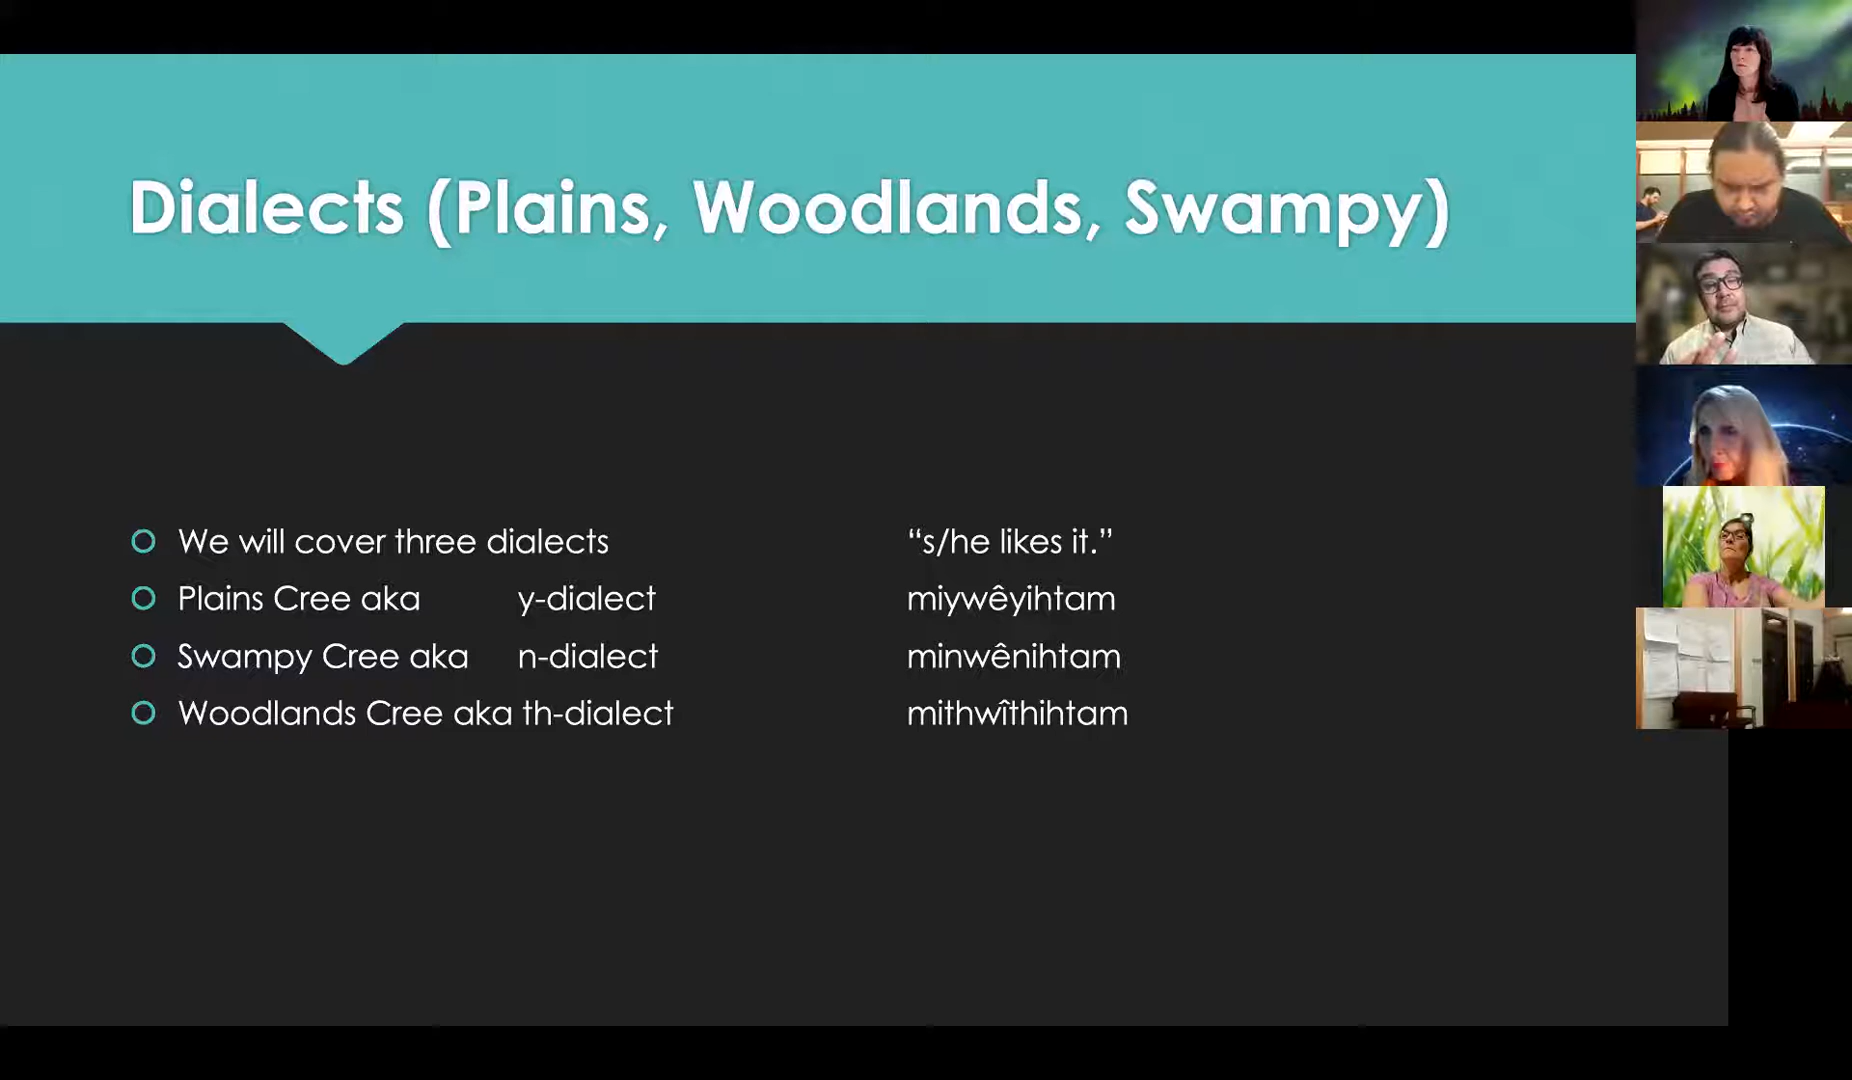 Dialects (Plains, Woodlands, Swampy)
We will cover three dialects “s/he likes it.”
Plains Cree aka y-dialect miywêyihtam
Swampy Cree aka n-dialect minwênihtam
Woodlands Cree aka th-dialect mithwîthihtam